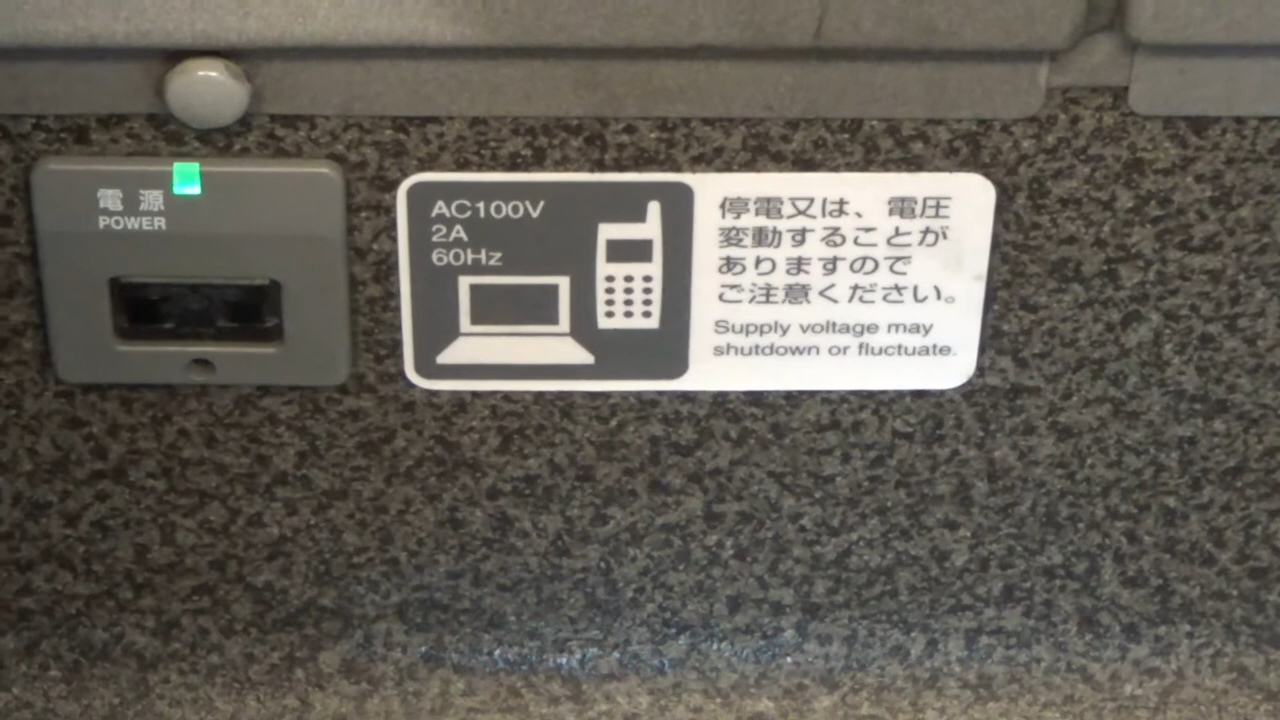 電源
POWER
AC100V
2A
60Hz
停電又は、電圧
変動することが
ありますので
ご注意ください。
Supply voltage may
shutdown or fluctuate.